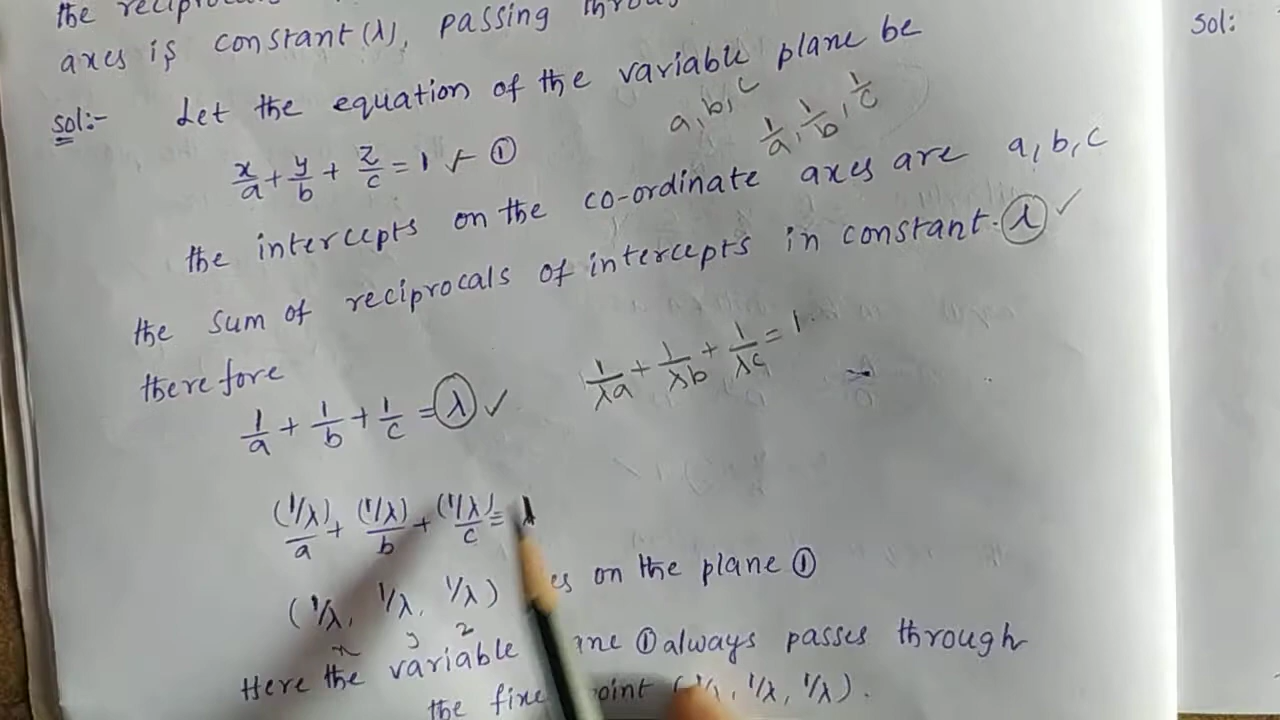 the reciprocals
axes is constant (λ), passing through
Sol:
sol:- Let the equation of the variable plane be
a, b, c
1/a, 1/b, 1/c
x/a + y/b + z/c = 1 ①
the intercepts on the co-ordinate axes are a, b, c
the sum of reciprocals of intercepts in constant. λ ✓
therefore
1/λa + 1/λb + 1/λc = 1
1/a + 1/b + 1/c = λ ✓
(1/λ)/a + (1/λ)/b + (1/λ)/c =
(1/λ, 1/λ, 1/λ) on the plane ①
x y z
Here the variable ① always passes through
the point (1/λ, 1/λ, 1/λ).